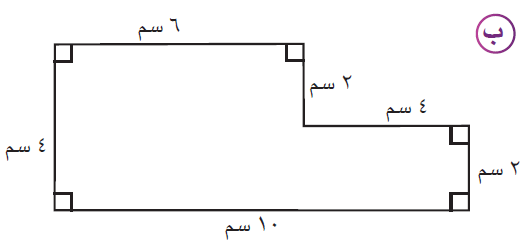 ب
٦ سم
٢ سم
٤ سم
٤ سم
٢ سم
١٠ سم